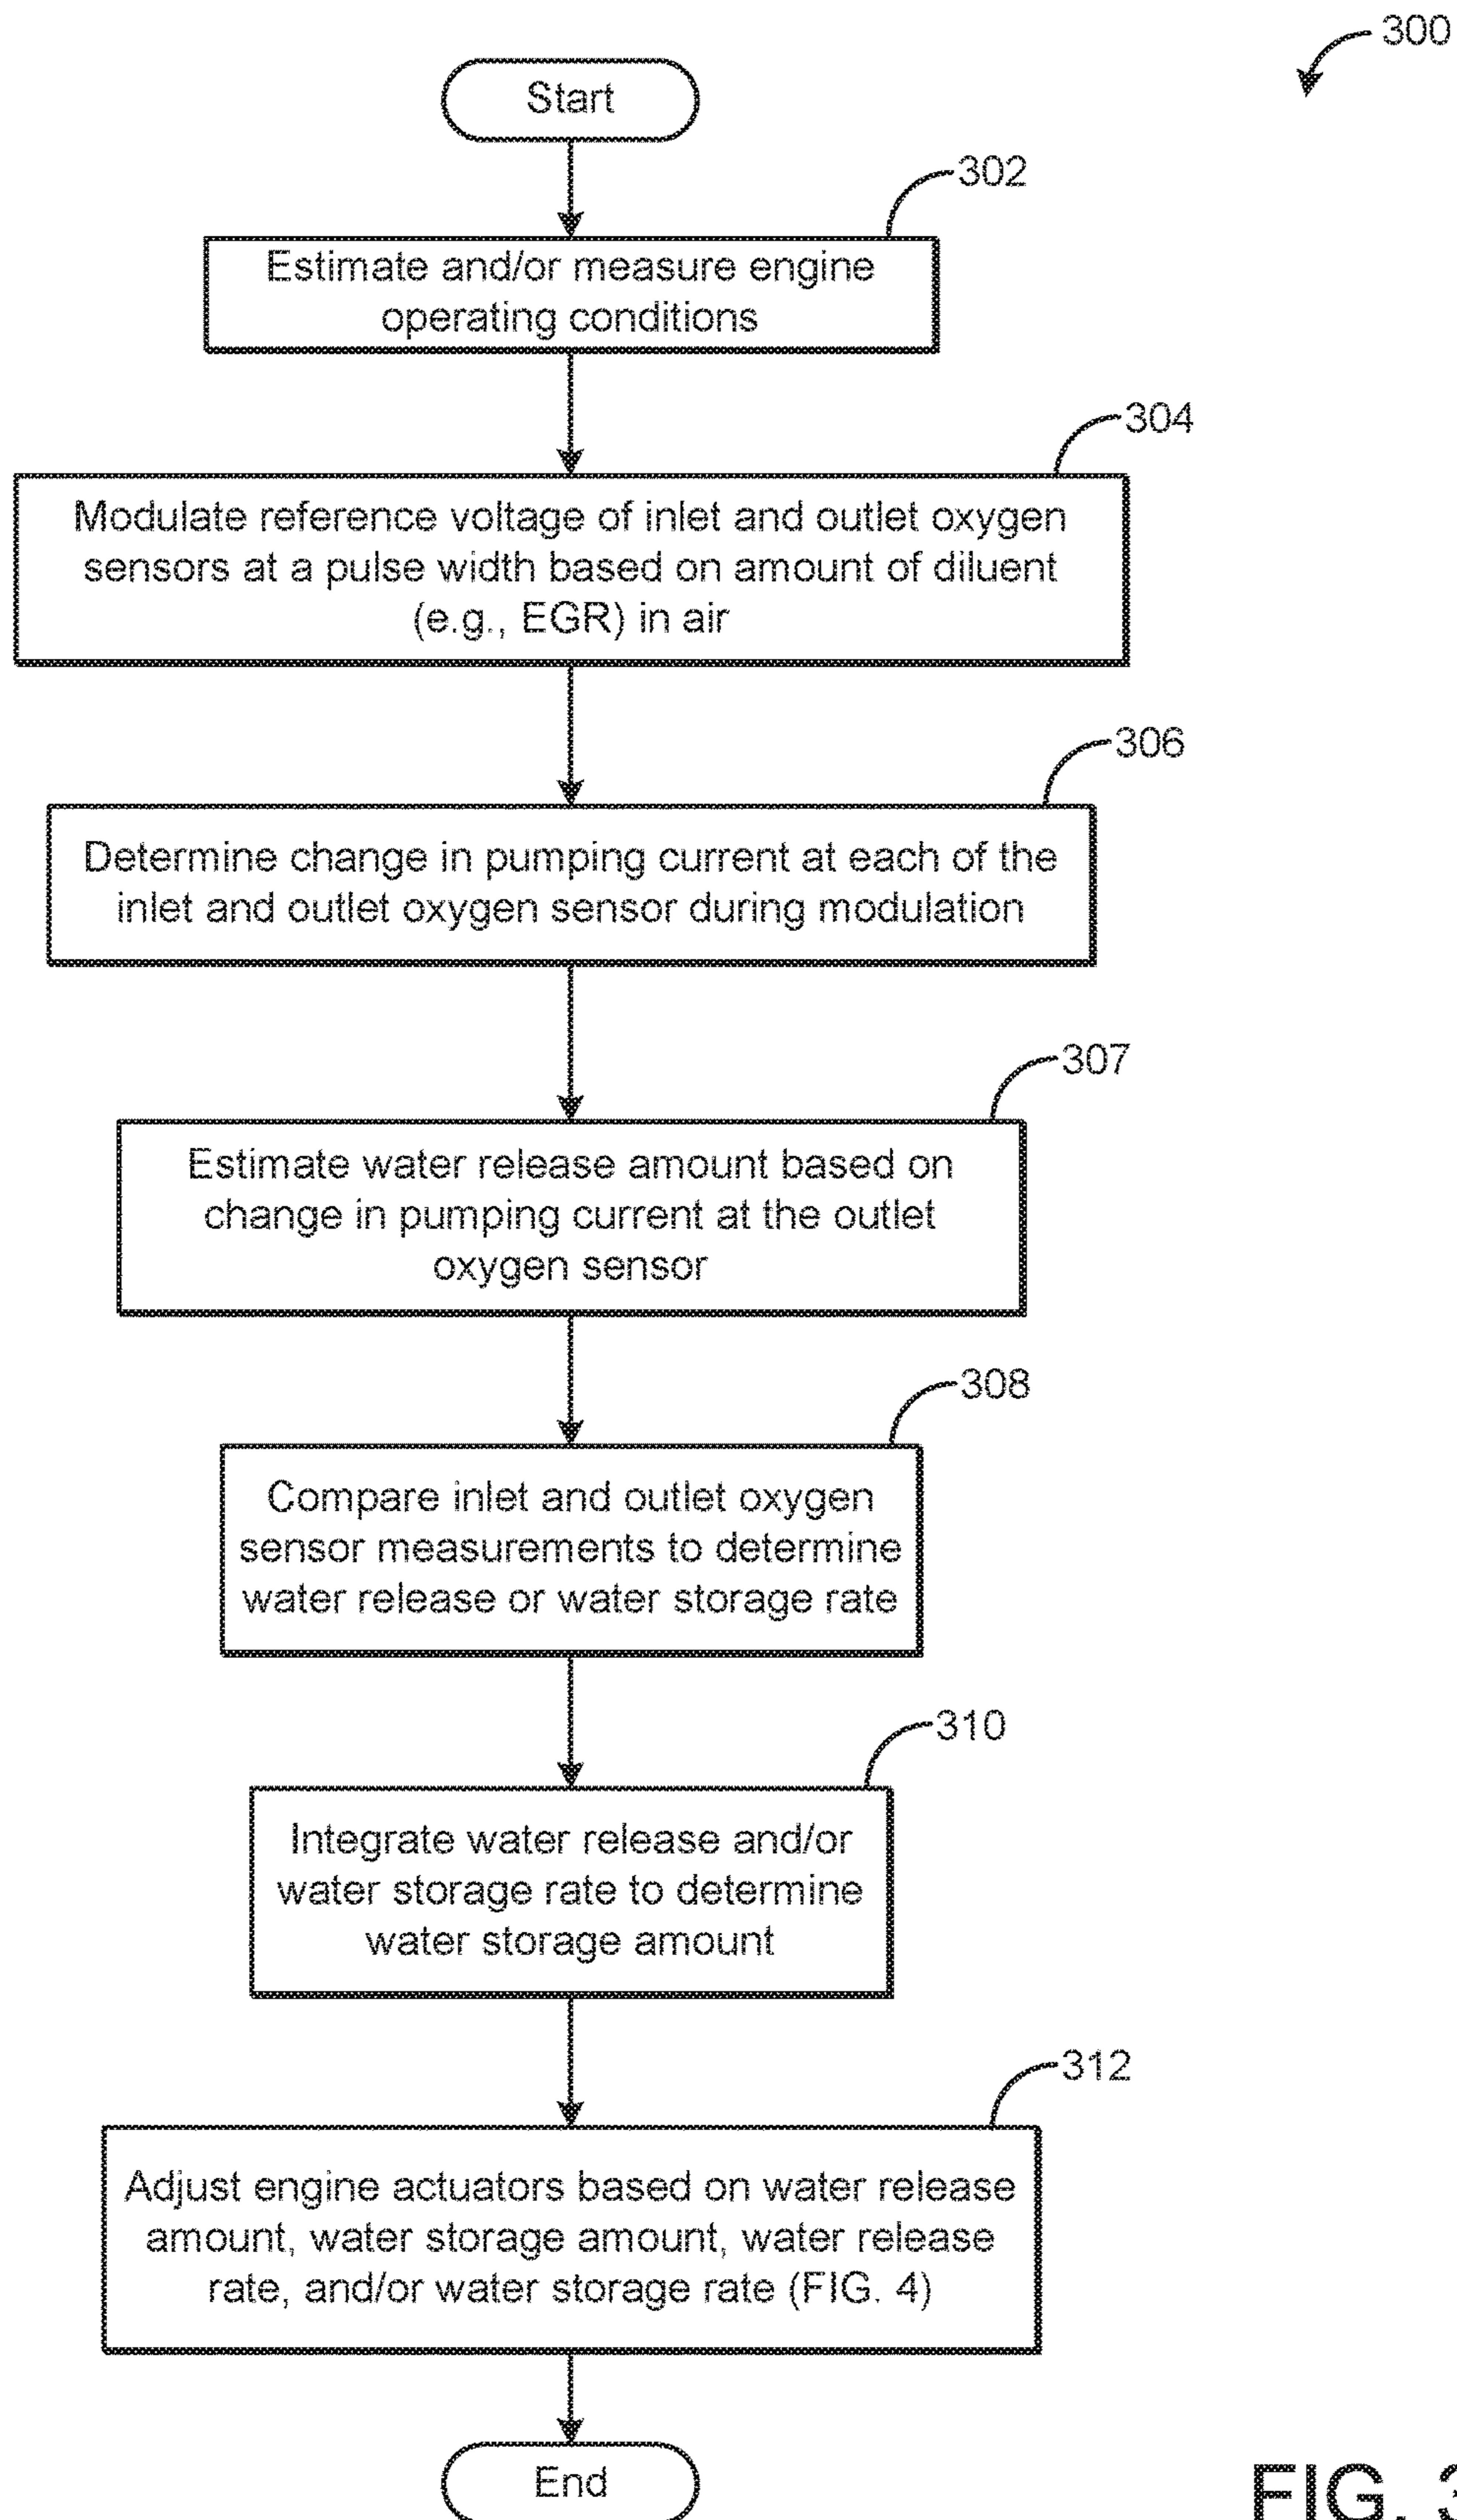 300
Start
302
Estimate and/or measure engine
operating conditions
304
Modulate reference voltage of inlet and outlet oxygen
sensors at a pulse width based on amount of diluent
(e.g., EGR) in air
306
Determine change in pumping current at each of the
inlet and outlet oxygen sensor during modulation
307
Estimate water release amount based on
change in pumping current at the outlet
oxygen sensor
308
Compare inlet and outlet oxygen
sensor measurements to determine
water release or water storage rate
310
Integrate water release and/or
water storage rate to determine
water storage amount
312
Adjust engine actuators based on water release
amount, water storage amount, water release
rate, and/or water storage rate (FIG. 4)
End
FIG. 3